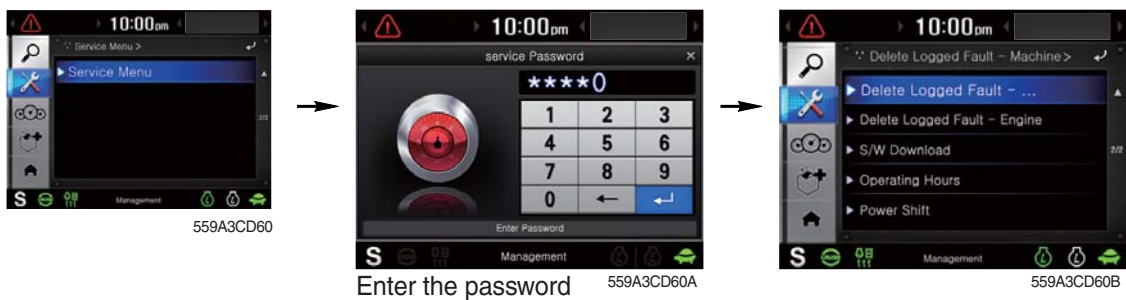 10:00pm
Service Menu >
Service Menu
2/2
S
Management
559A3CD60
10:00pm
service Password
×
****0
1 2 3
4 5 6
7 8 9
0 ←
Enter Password
S
Management
Enter the password
559A3CD60A
10:00pm
Delete Logged Fault - Machine>
Delete Logged Fault - ...
Delete Logged Fault - Engine
S/W Download
2/2
Operating Hours
Power Shift
S
Management
559A3CD60B